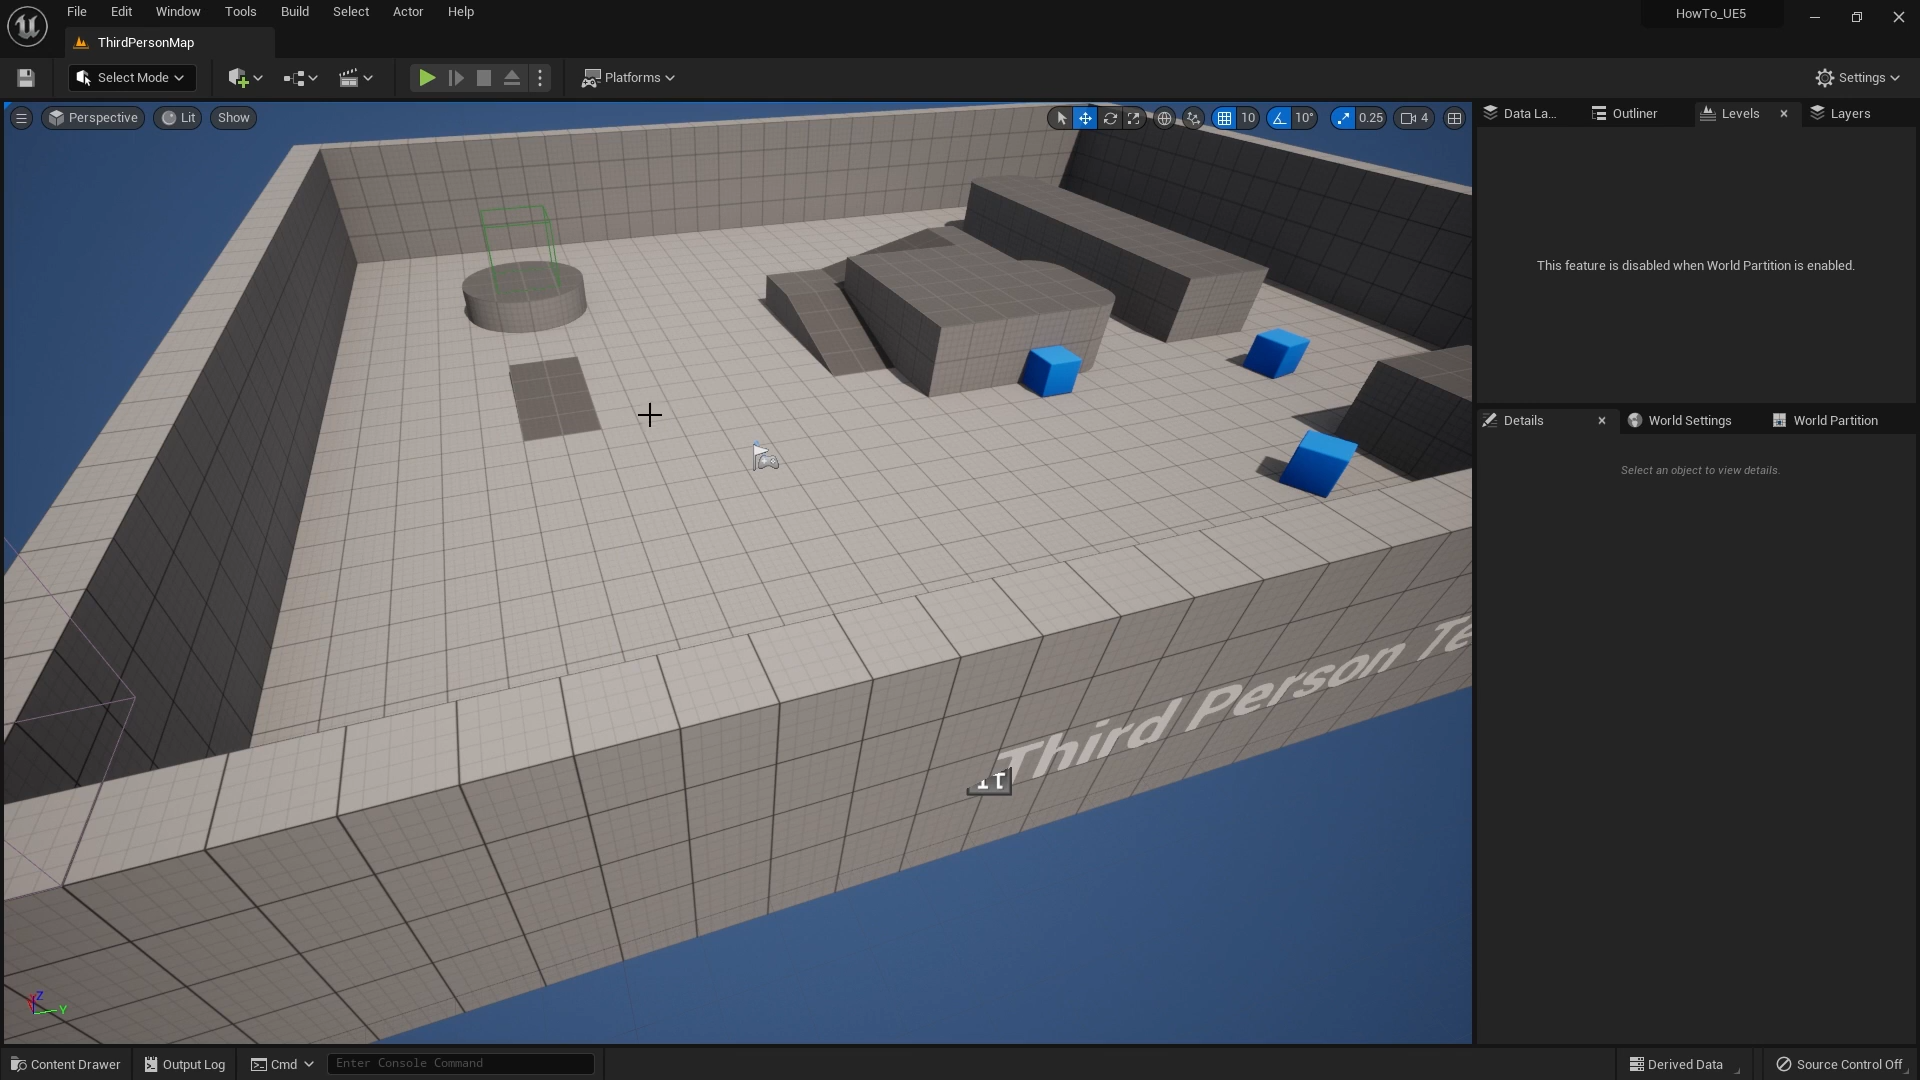 File Edit Window Tools Build Select Actor Help
HowTo_UE5
ThirdPersonMap
Select Mode
Platforms
Settings
Perspective
Lit
Show
10
10°
0.25
4
Data La...
Outliner
Levels
Layers
This feature is disabled when World Partition is enabled.
Details
World Settings
World Partition
Select an object to view details.
Third Person Te
Z
Y
Content Drawer
Output Log
Cmd
Enter Console Command
Derived Data
Source Control Off